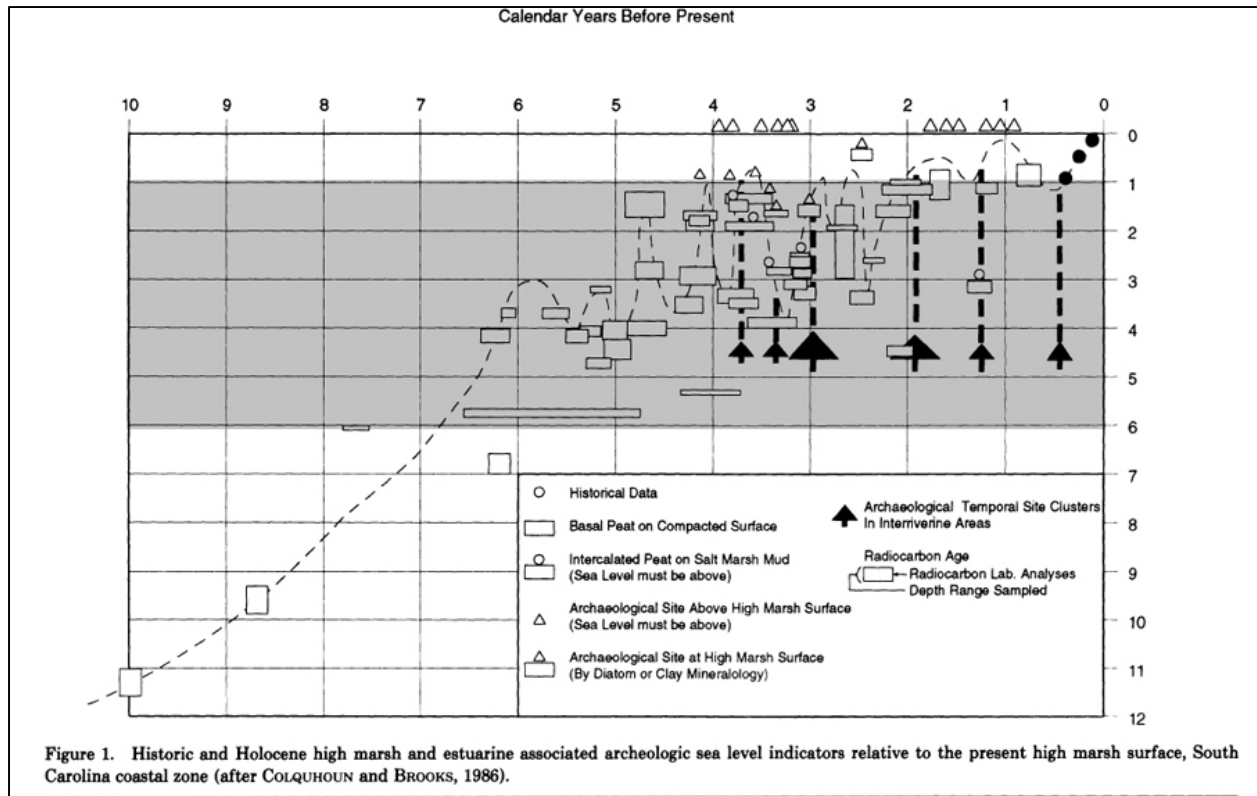 Calendar Years Before Present
10 9 8 7 6 5 4 3 2 1 0
0
1
2
3
4
5
6
7
8
9
10
11
12
Historical Data
Basal Peat on Compacted Surface
Intercalated Peat on Salt Marsh Mud
(Sea Level must be above)
Archaeological Site Above High Marsh Surface
(Sea Level must be above)
Archaeological Site at High Marsh Surface
(By Diatom or Clay Mineralology)
Archaeological Temporal Site Clusters
In Interriverine Areas
Radiocarbon Age
Radiocarbon Lab. Analyses
Depth Range Sampled
Figure 1. Historic and Holocene high marsh and estuarine associated archeologic sea level indicators relative to the present high marsh surface, South
Carolina coastal zone (after COLQUHOUN and BROOKS, 1986).